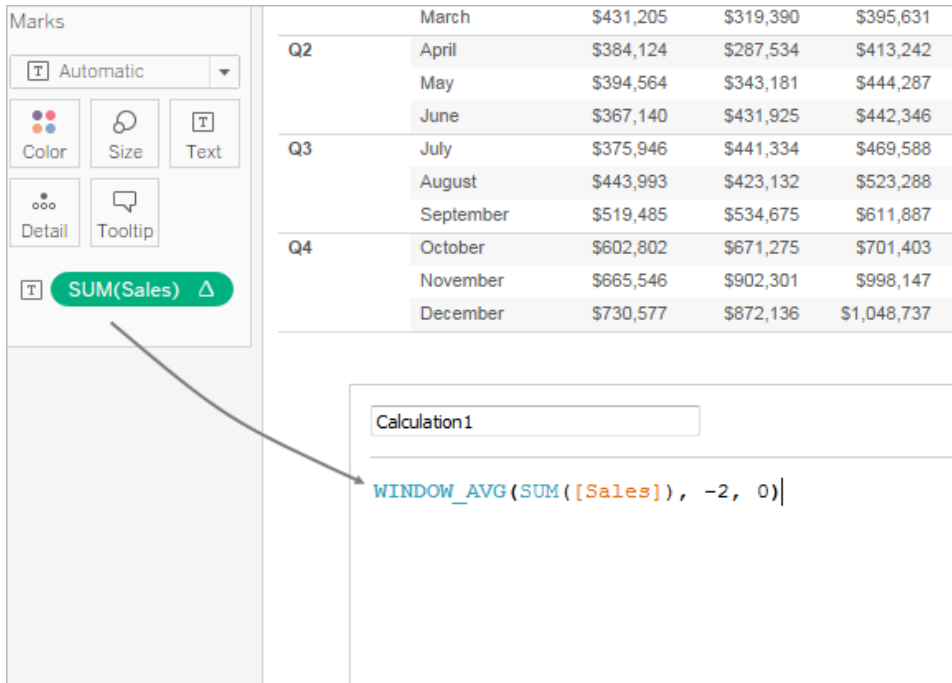 Marks
T Automatic
Color Size T Text
Detail Tooltip
T SUM(Sales) Δ
March $431,205 $319,390 $395,631
Q2 April $384,124 $287,534 $413,242
May $394,564 $343,181 $444,287
June $367,140 $431,925 $442,346
Q3 July $375,946 $441,334 $469,588
August $443,993 $423,132 $523,288
September $519,485 $534,675 $611,887
Q4 October $602,802 $671,275 $701,403
November $665,546 $902,301 $998,147
December $730,577 $872,136 $1,048,737
Calculation1
WINDOW_AVG(SUM([Sales]), -2, 0)